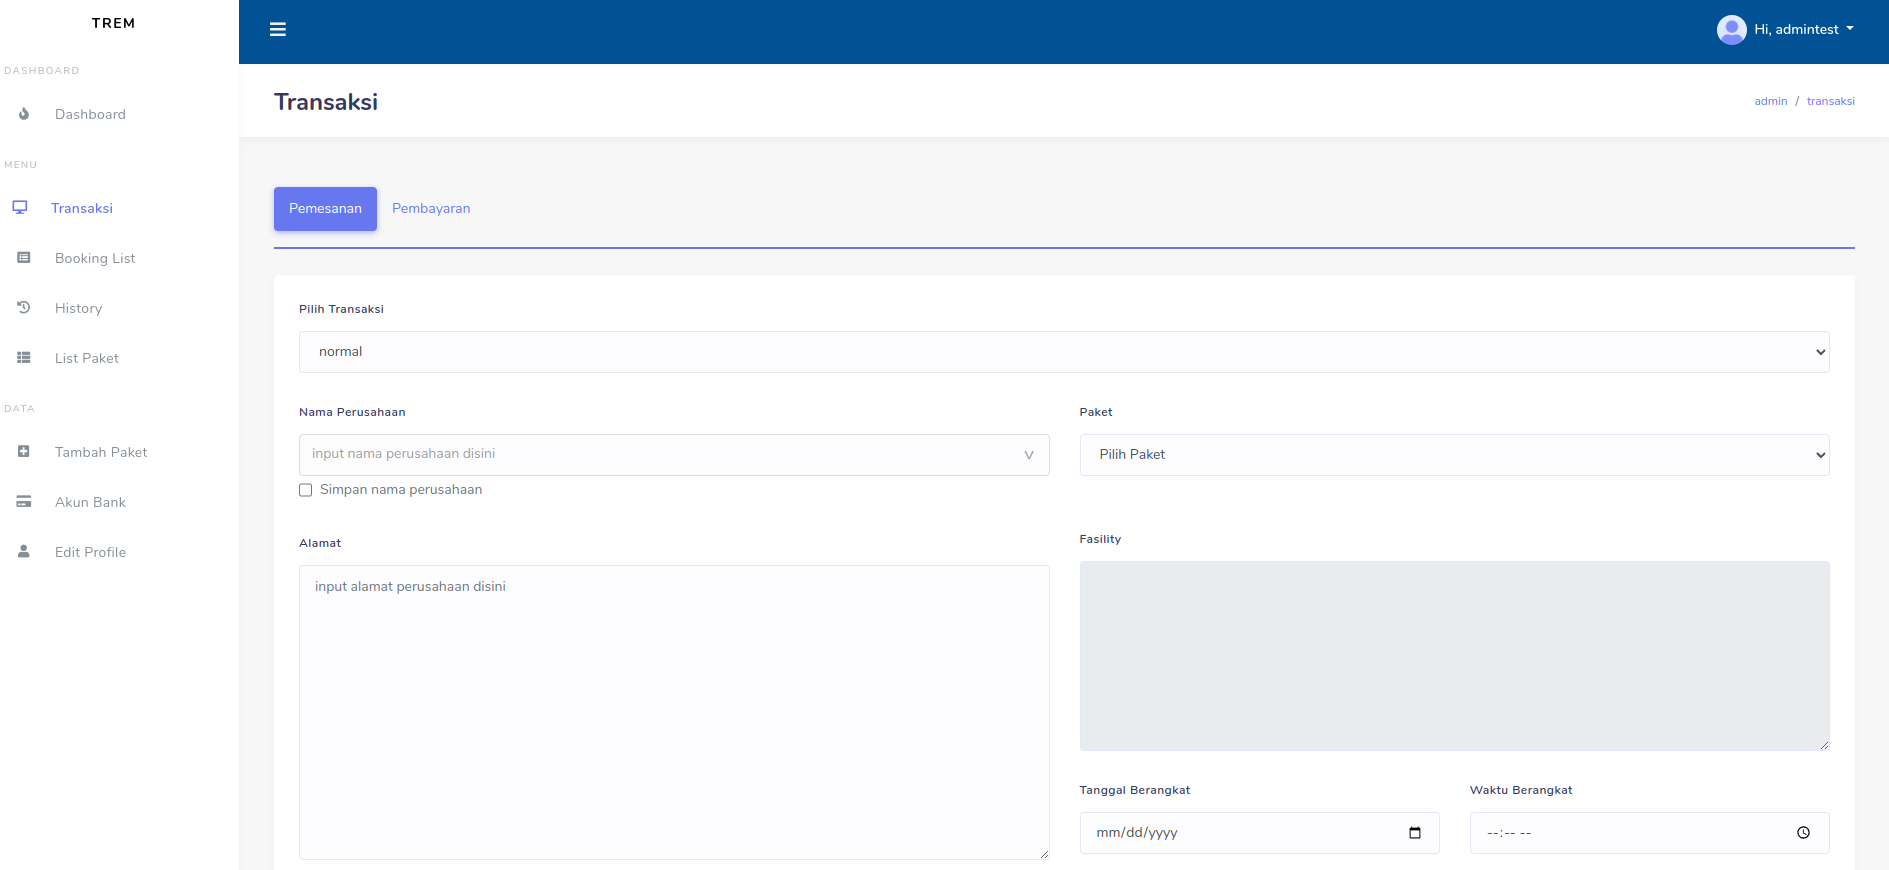 TREM
DASHBOARD
Dashboard
MENU
Transaksi
Booking List
History
List Paket
DATA
Tambah Paket
Akun Bank
Edit Profile
Hi, admintest
Transaksi
admin / transaksi
Pemesanan
Pembayaran
Pilih Transaksi
normal
Nama Perusahaan
input nama perusahaan disini
Simpan nama perusahaan
Paket
Pilih Paket
Alamat
input alamat perusahaan disini
Fasility
Tanggal Berangkat
mm/dd/yyyy
Waktu Berangkat
--:-- --